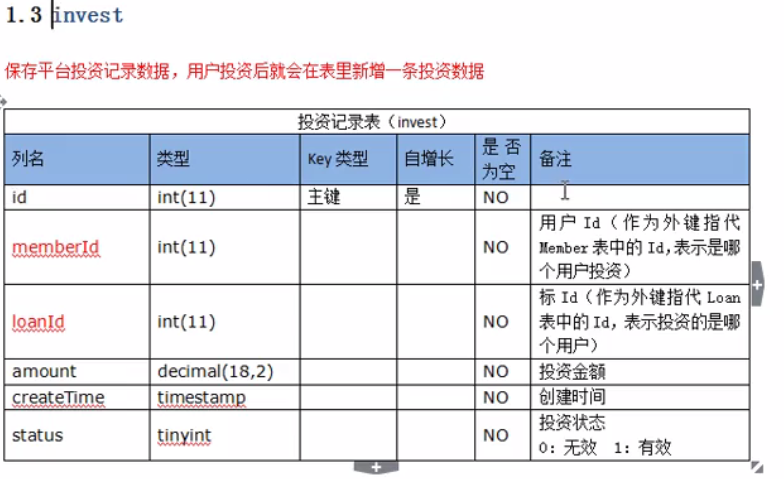 1.3 invest
保存平台投资记录数据，用户投资后就会在表里新增一条投资数据
投资记录表（invest）
列名 类型 Key 类型 自增长 是 否 为空 备注
id int(11) 主键 是 NO
memberId int(11) NO 用户 Id（作为外键指代
Member 表中的 Id,表示是哪
个用户投资）
loanId int(11) NO 标 Id（作为外键指代 Loan
表中的 Id，表示投资的是哪
个用户）
amount decimal(18,2) NO 投资金额
createTime timestamp NO 创建时间
status tinyint NO 投资状态
0：无效 1：有效